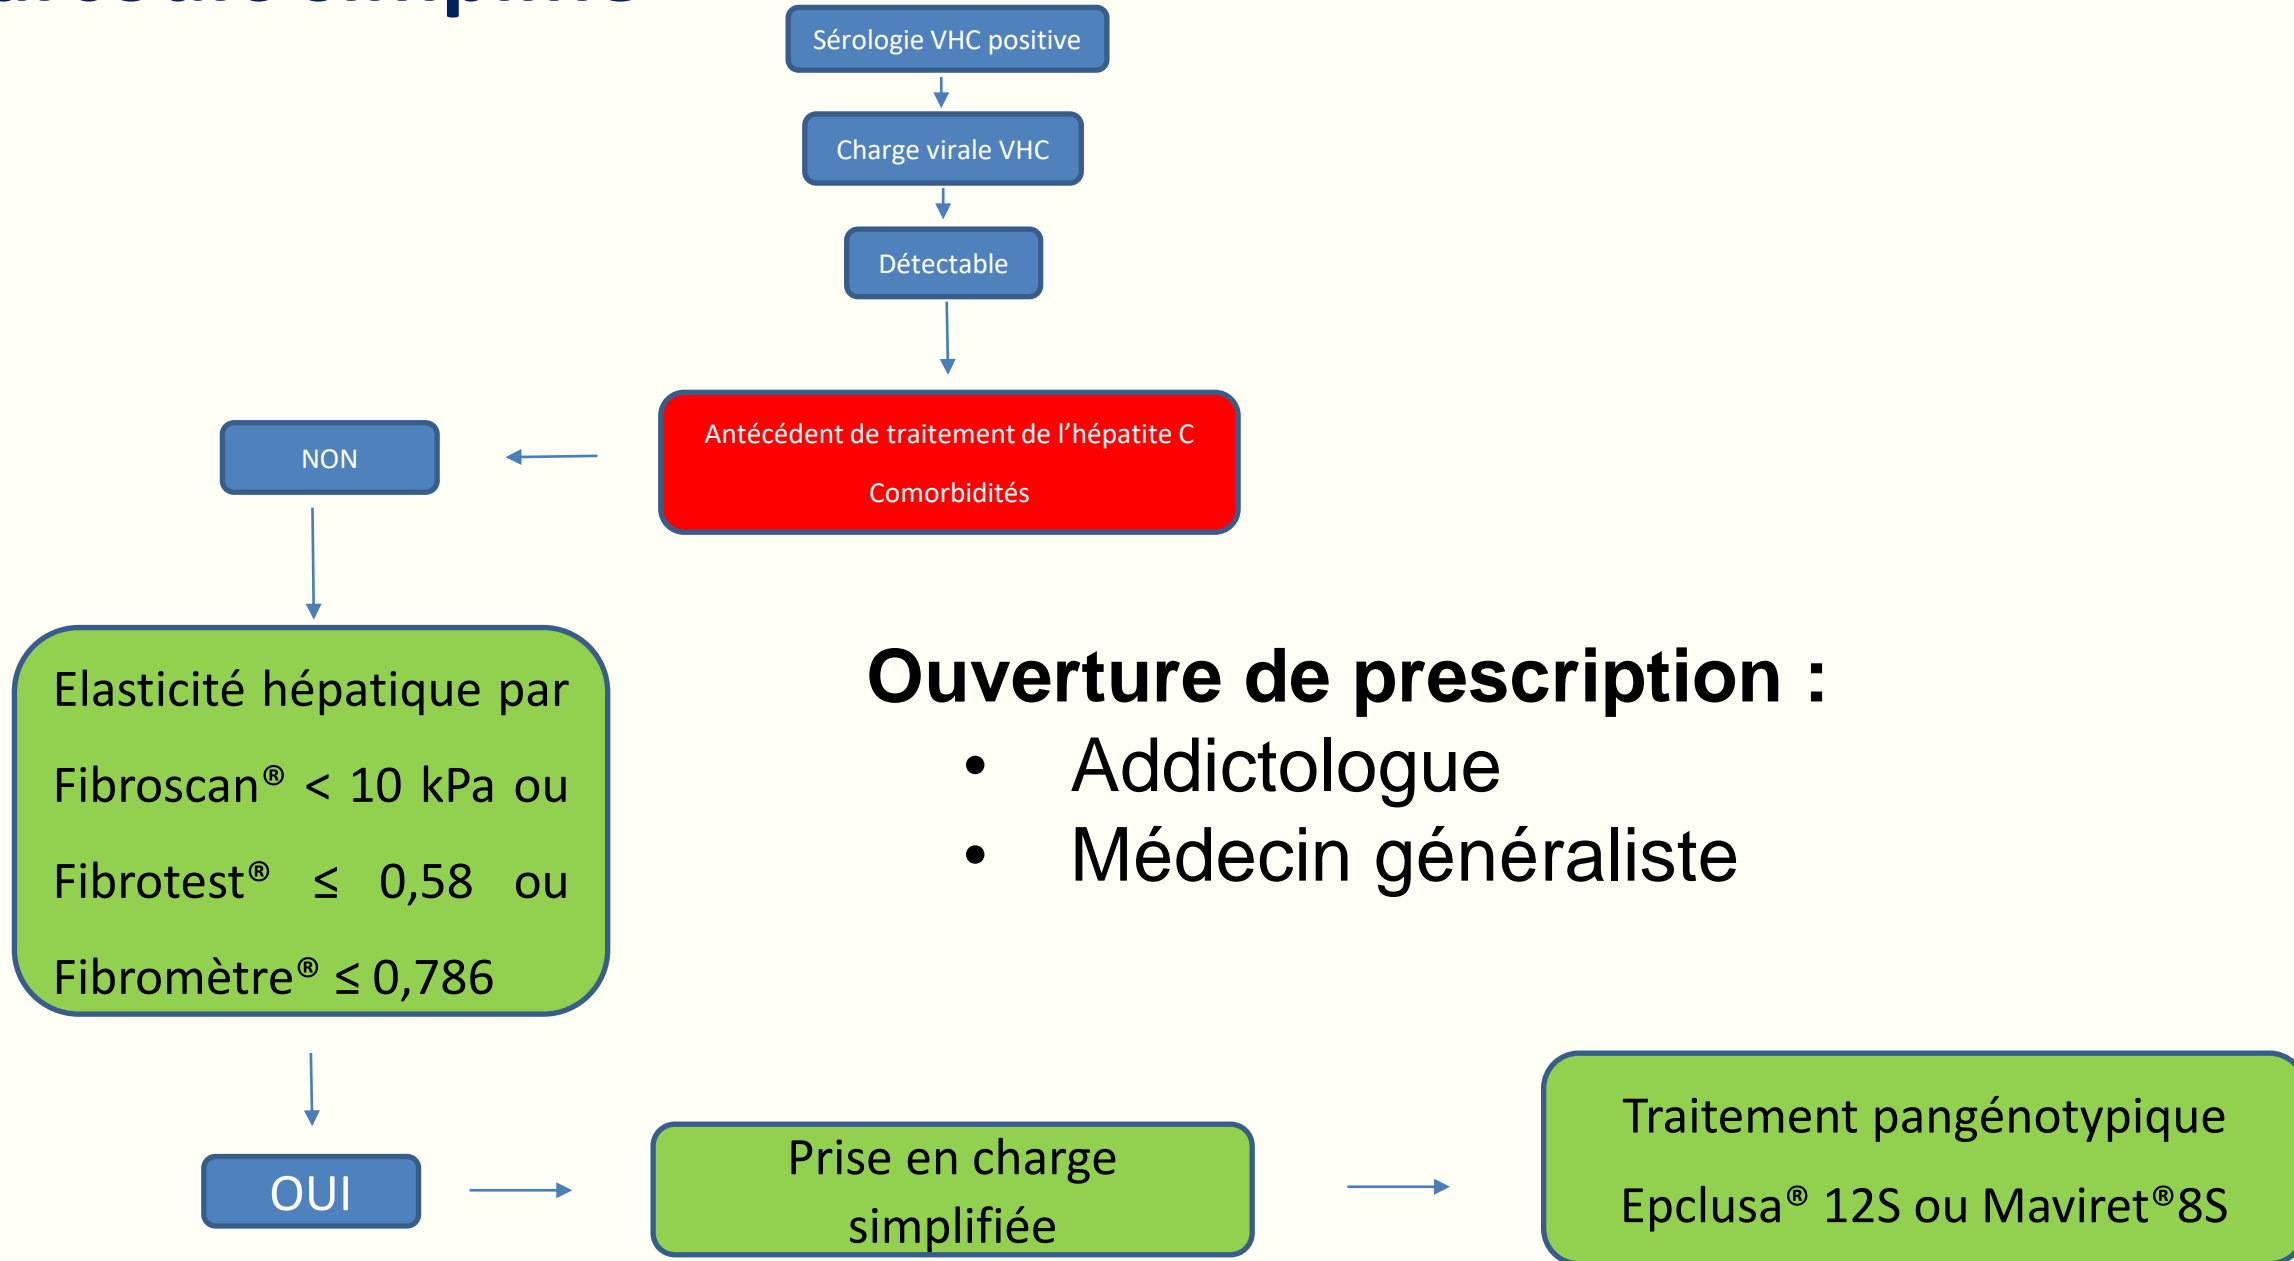 simplifié
Sérologie VHC positive
Charge virale VHC
Détectable
Antécédent de traitement de l’hépatite C
Comorbidités
NON
Elasticité hépatique par
Fibroscan® < 10 kPa ou
Fibrotest® ≤ 0,58 ou
Fibromètre® ≤ 0,786
Ouverture de prescription :
• Addictologue
• Médecin généraliste
OUI
Prise en charge
simplifiée
Traitement pangénotypique
Epclusa® 12S ou Maviret®8S